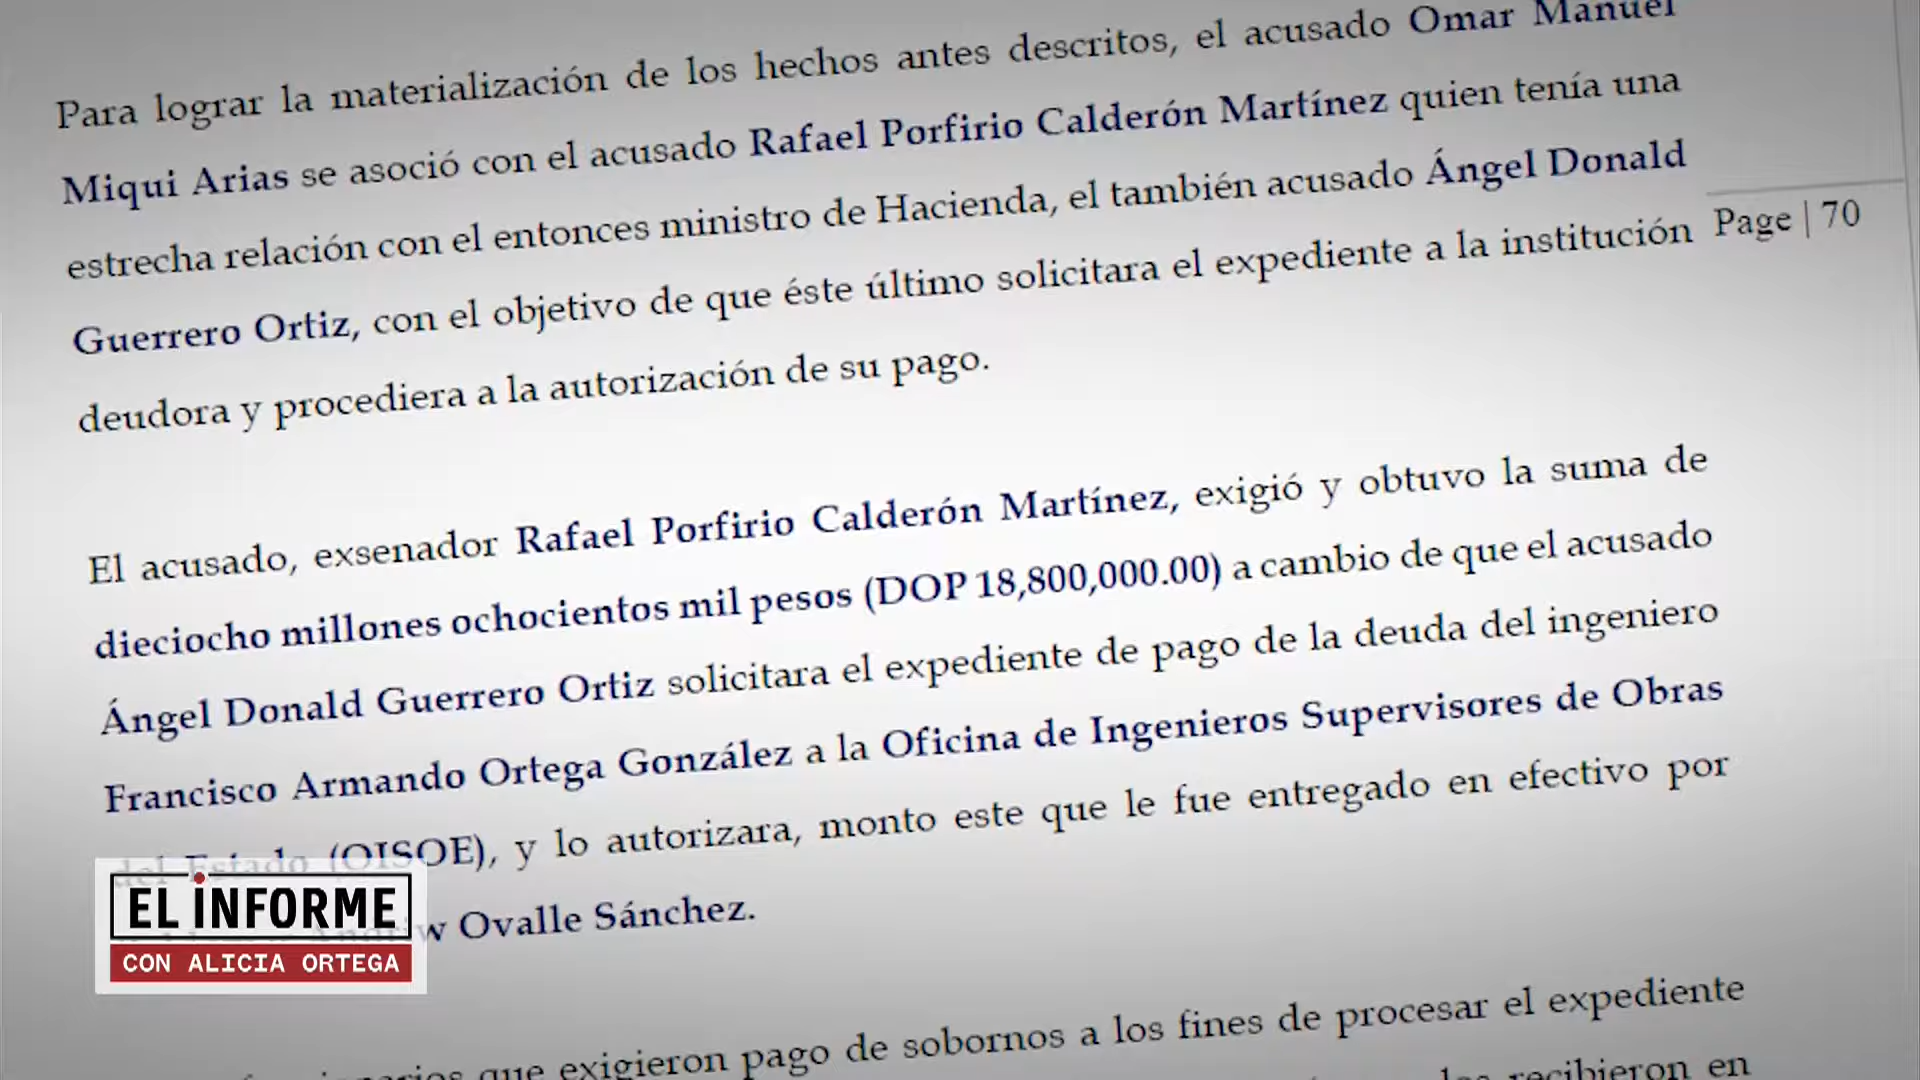 Para lograr la materialización de los hechos antes descritos, el acusado Omar Manuel
Miqui Arias se asoció con el acusado Rafael Porfirio Calderón Martínez quien tenía una
estrecha relación con el entonces ministro de Hacienda, el también acusado Ángel Donald
Guerrero Ortiz, con el objetivo de que éste último solicitara el expediente a la institución
Page | 70
deudora y procediera a la autorización de su pago.
El acusado, exsenador Rafael Porfirio Calderón Martínez, exigió y obtuvo la suma de
dieciocho millones ochocientos mil pesos (DOP 18,800,000.00) a cambio de que el acusado
Ángel Donald Guerrero Ortiz solicitara el expediente de pago de la deuda del ingeniero
Francisco Armando Ortega González a la Oficina de Ingenieros Supervisores de Obras
del Estado (OISOE), y lo autorizara, monto este que le fue entregado en efectivo por
Ovalle Sánchez.
que exigieron pago de sobornos a los fines de procesar el expediente
recibieron en
EL INFORME
CON ALICIA ORTEGA